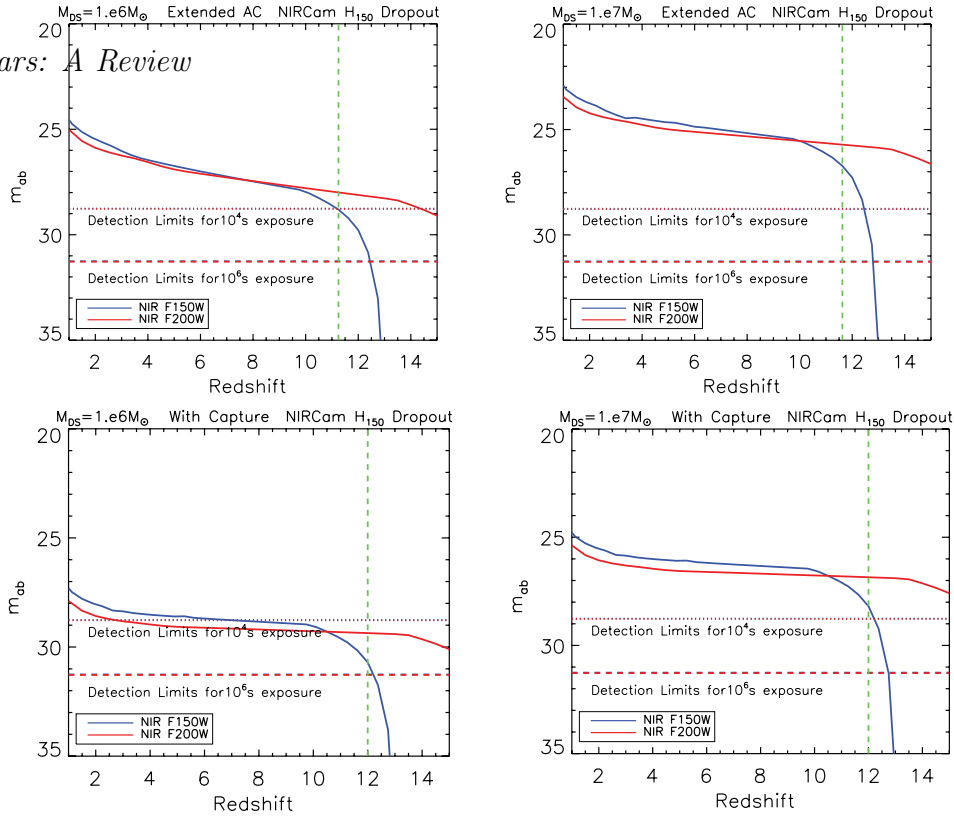 M_DS=1.e6M⊙ Extended AC NIRCam H_150 Dropout
ars: A Review
20
25
30
35
m_ab
Detection Limits for10^4s exposure
Detection Limits for10^6s exposure
NIR F150W
NIR F200W
2 4 6 8 10 12 14
Redshift
M_DS=1.e7M⊙ Extended AC NIRCam H_150 Dropout
20
25
30
35
m_ab
Detection Limits for10^4s exposure
Detection Limits for10^6s exposure
NIR F150W
NIR F200W
2 4 6 8 10 12 14
Redshift
M_DS=1.e6M⊙ With Capture NIRCam H_150 Dropout
20
25
30
35
m_ab
Detection Limits for10^4s exposure
Detection Limits for10^6s exposure
NIR F150W
NIR F200W
2 4 6 8 10 12 14
Redshift
M_DS=1.e7M⊙ With Capture NIRCam H_150 Dropout
20
25
30
35
m_ab
Detection Limits for10^4s exposure
Detection Limits for10^6s exposure
NIR F150W
NIR F200W
2 4 6 8 10 12 14
Redshift